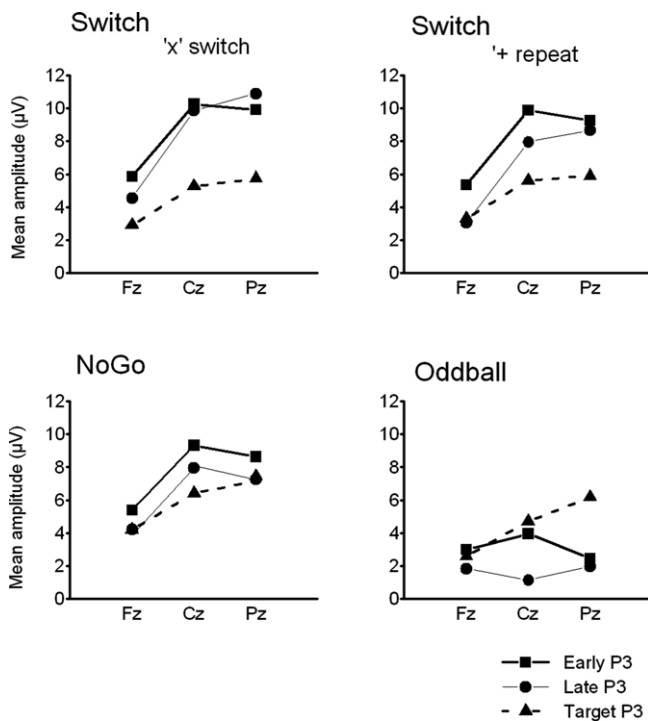 Switch
'x' switch
12
10
8
6
4
2
0
Mean amplitude (µV)
Fz Cz Pz
Switch
'+ repeat
12
10
8
6
4
2
0
Fz Cz Pz
NoGo
12
10
8
6
4
2
0
Mean amplitude (µV)
Fz Cz Pz
Oddball
12
10
8
6
4
2
0
Fz Cz Pz
Early P3
Late P3
Target P3